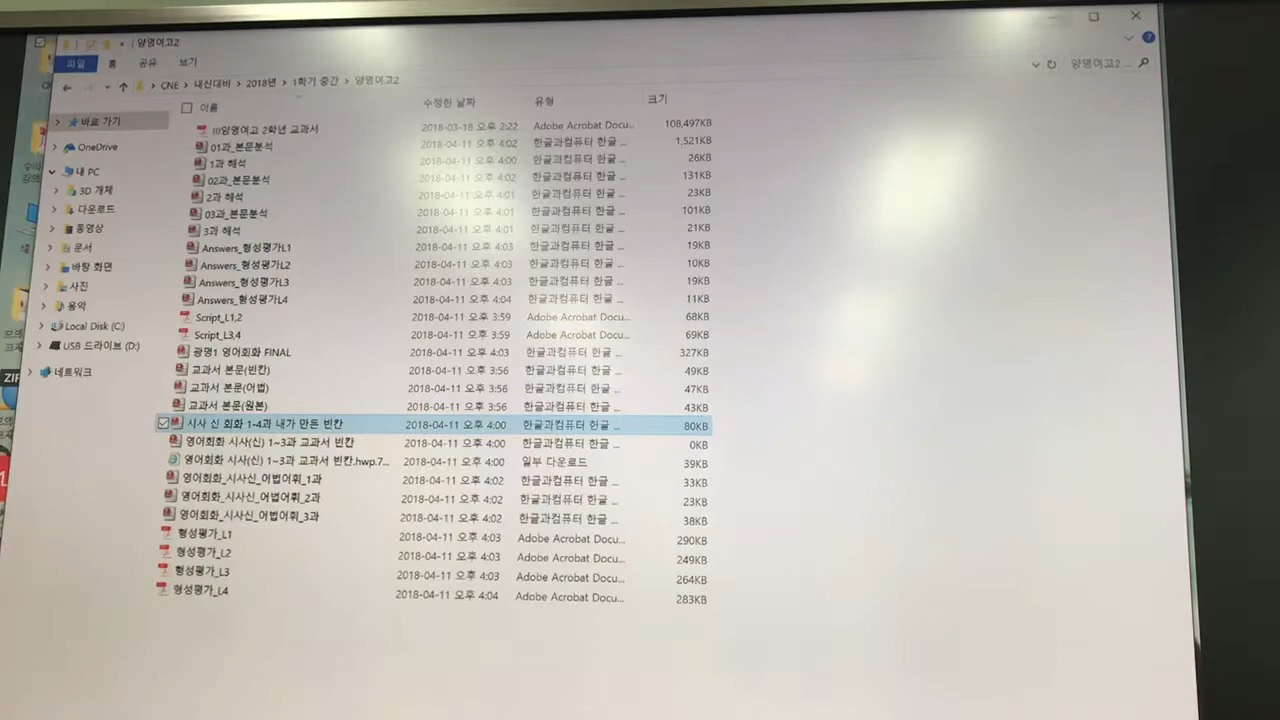 양명여고2
파일 홈 공유 보기
CNE > 내신대비 > 2018년 > 1학기 중간 > 양명여고2
양명여고2 ...
이름 수정한 날짜 유형 크기
바로 가기
OneDrive
내 PC
3D 개체
다운로드
동영상
문서
바탕 화면
사진
음악
Local Disk (C:)
USB 드라이브 (D:)
네트워크
ZIP
!!!양명여고 2학년 교과서 2018-03-18 오후 2:22 Adobe Acrobat Docu... 108,497KB
01과_본문분석 2018-04-11 오후 4:02 한글과컴퓨터 한글 ... 1,521KB
1과 해석 2018-04-11 오후 4:00 한글과컴퓨터 한글 ... 26KB
02과_본문분석 2018-04-11 오후 4:02 한글과컴퓨터 한글 ... 131KB
2과 해석 2018-04-11 오후 4:01 한글과컴퓨터 한글 ... 23KB
03과_본문분석 2018-04-11 오후 4:01 한글과컴퓨터 한글 ... 101KB
3과 해석 2018-04-11 오후 4:01 한글과컴퓨터 한글 ... 21KB
Answers_형성평가L1 2018-04-11 오후 4:03 한글과컴퓨터 한글 ... 19KB
Answers_형성평가L2 2018-04-11 오후 4:03 한글과컴퓨터 한글 ... 10KB
Answers_형성평가L3 2018-04-11 오후 4:03 한글과컴퓨터 한글 ... 19KB
Answers_형성평가L4 2018-04-11 오후 4:04 한글과컴퓨터 한글 ... 11KB
Script_L1,2 2018-04-11 오후 3:59 Adobe Acrobat Docu... 68KB
Script_L3,4 2018-04-11 오후 3:59 Adobe Acrobat Docu... 69KB
광명1 영어회화 FINAL 2018-04-11 오후 4:03 한글과컴퓨터 한글 ... 327KB
교과서 본문(빈칸) 2018-04-11 오후 3:56 한글과컴퓨터 한글 ... 49KB
교과서 본문(어법) 2018-04-11 오후 3:56 한글과컴퓨터 한글 ... 47KB
교과서 본문(원본) 2018-04-11 오후 3:56 한글과컴퓨터 한글 ... 43KB
시사 신 회화 1-4과 내가 만든 빈칸 2018-04-11 오후 4:00 한글과컴퓨터 한글 ... 80KB
영어회화 시사(신) 1~3과 교과서 빈칸 2018-04-11 오후 4:00 한글과컴퓨터 한글 ... 0KB
영어회화 시사(신) 1~3과 교과서 빈칸.hwp.7... 2018-04-11 오후 4:00 일부 다운로드 39KB
영어회화_시사신_어법어휘_1과 2018-04-11 오후 4:02 한글과컴퓨터 한글 ... 33KB
영어회화_시사신_어법어휘_2과 2018-04-11 오후 4:02 한글과컴퓨터 한글 ... 23KB
영어회화_시사신_어법어휘_3과 2018-04-11 오후 4:02 한글과컴퓨터 한글 ... 38KB
형성평가_L1 2018-04-11 오후 4:03 Adobe Acrobat Docu... 290KB
형성평가_L2 2018-04-11 오후 4:03 Adobe Acrobat Docu... 249KB
형성평가_L3 2018-04-11 오후 4:03 Adobe Acrobat Docu... 264KB
형성평가_L4 2018-04-11 오후 4:04 Adobe Acrobat Docu... 283KB